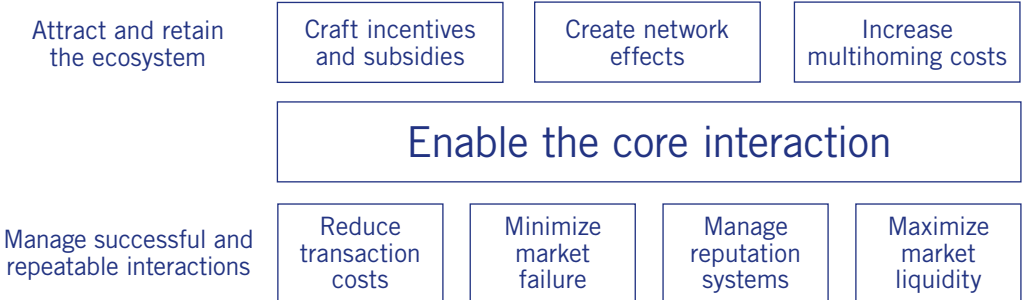 Attract and retain
the ecosystem
Craft incentives
and subsidies
Create network
effects
Increase
multihoming costs
Enable the core interaction
Manage successful and
repeatable interactions
Reduce
transaction
costs
Minimize
market
failure
Manage
reputation
systems
Maximize
market
liquidity